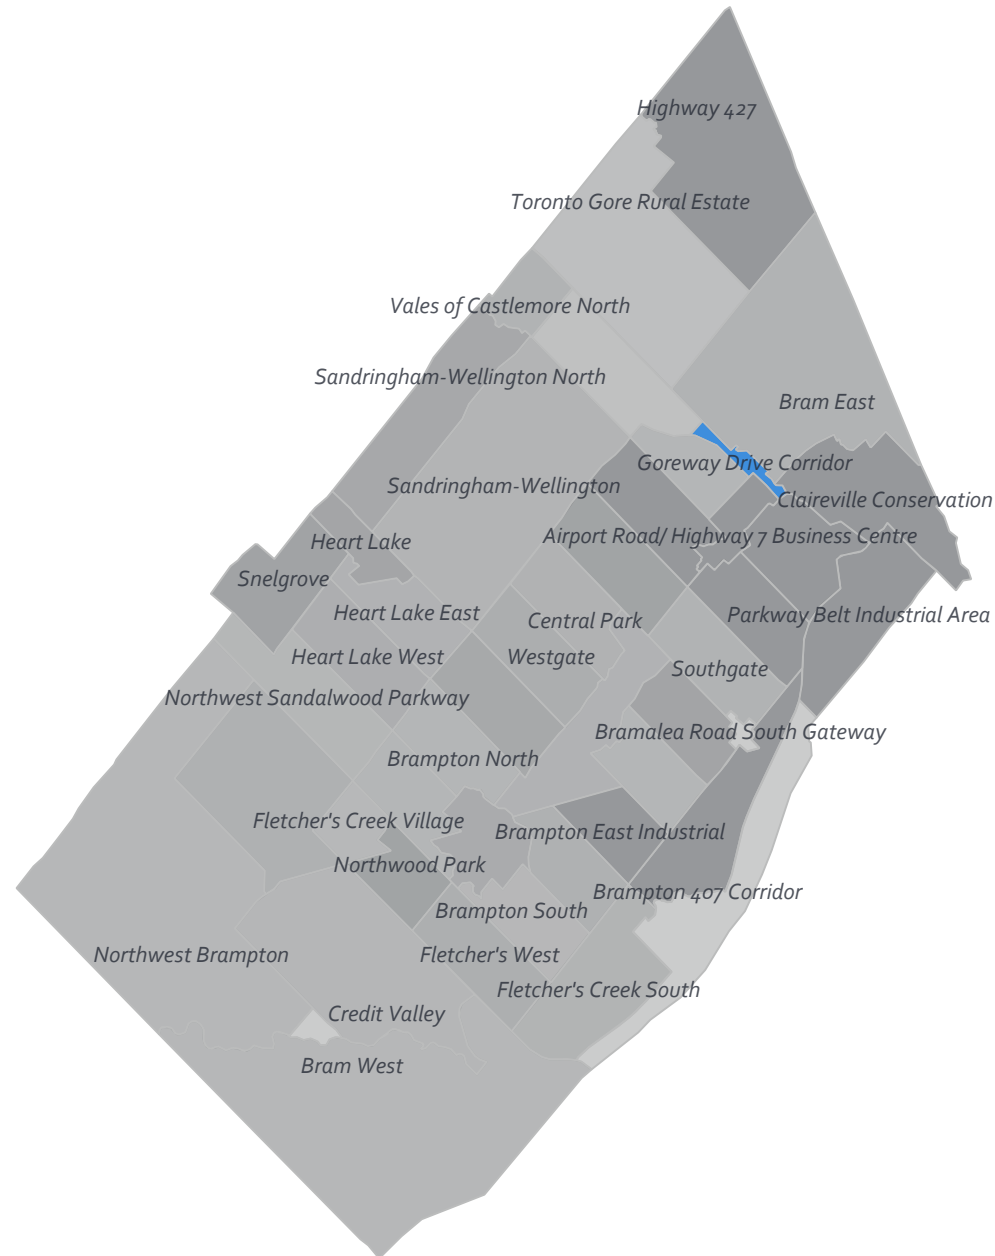 Highway 427
Toronto Gore Rural Estate
Vales of Castlemore North
Sandringham-Wellington North
Bram East
Goreway Drive Corridor
Sandringham-Wellington
Claireville Conservation
Airport Road/ Highway 7 Business Centre
Heart Lake
Snelgrove
Heart Lake East
Central Park
Parkway Belt Industrial Area
Heart Lake West
Westgate
Southgate
Northwest Sandalwood Parkway
Bramalea Road South Gateway
Brampton North
Fletcher's Creek Village
Brampton East Industrial
Northwood Park
Brampton 407 Corridor
Brampton South
Northwest Brampton
Fletcher's West
Fletcher's Creek South
Credit Valley
Bram West